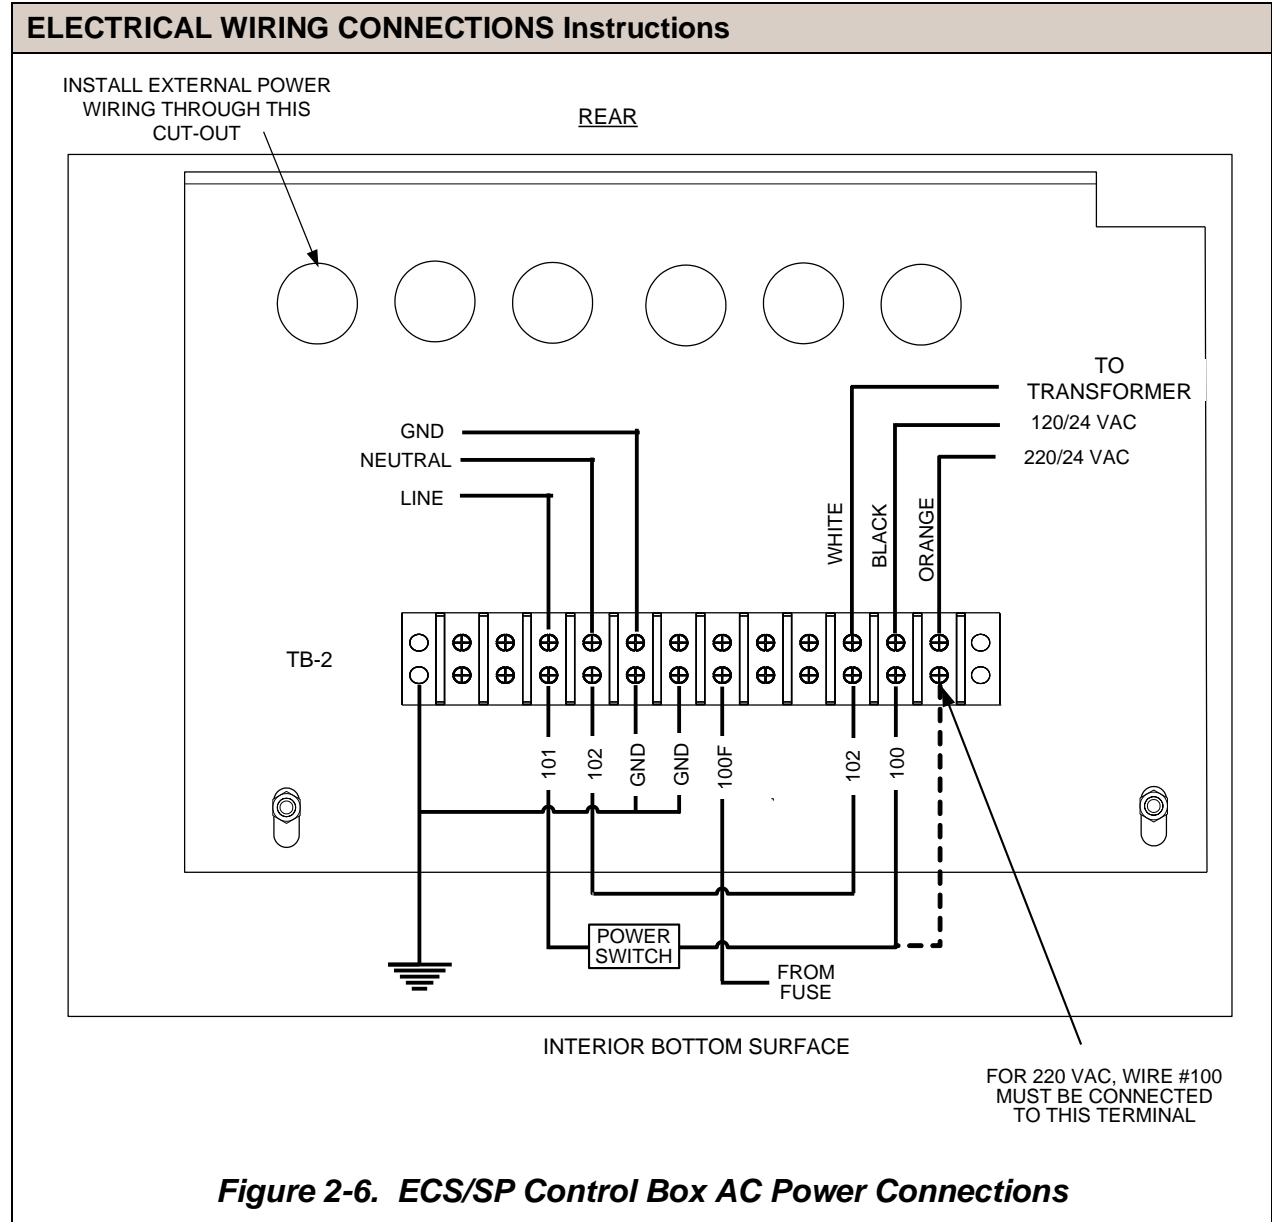 ELECTRICAL WIRING CONNECTIONS Instructions
INSTALL EXTERNAL POWER
WIRING THROUGH THIS
CUT-OUT
REAR
TO
TRANSFORMER
120/24 VAC
220/24 VAC
GND
NEUTRAL
LINE
WHITE
BLACK
ORANGE
TB-2
101
102
GND
GND
100F
102
100
POWER
SWITCH
FROM
FUSE
INTERIOR BOTTOM SURFACE
FOR 220 VAC, WIRE #100
MUST BE CONNECTED
TO THIS TERMINAL
Figure 2-6. ECS/SP Control Box AC Power Connections